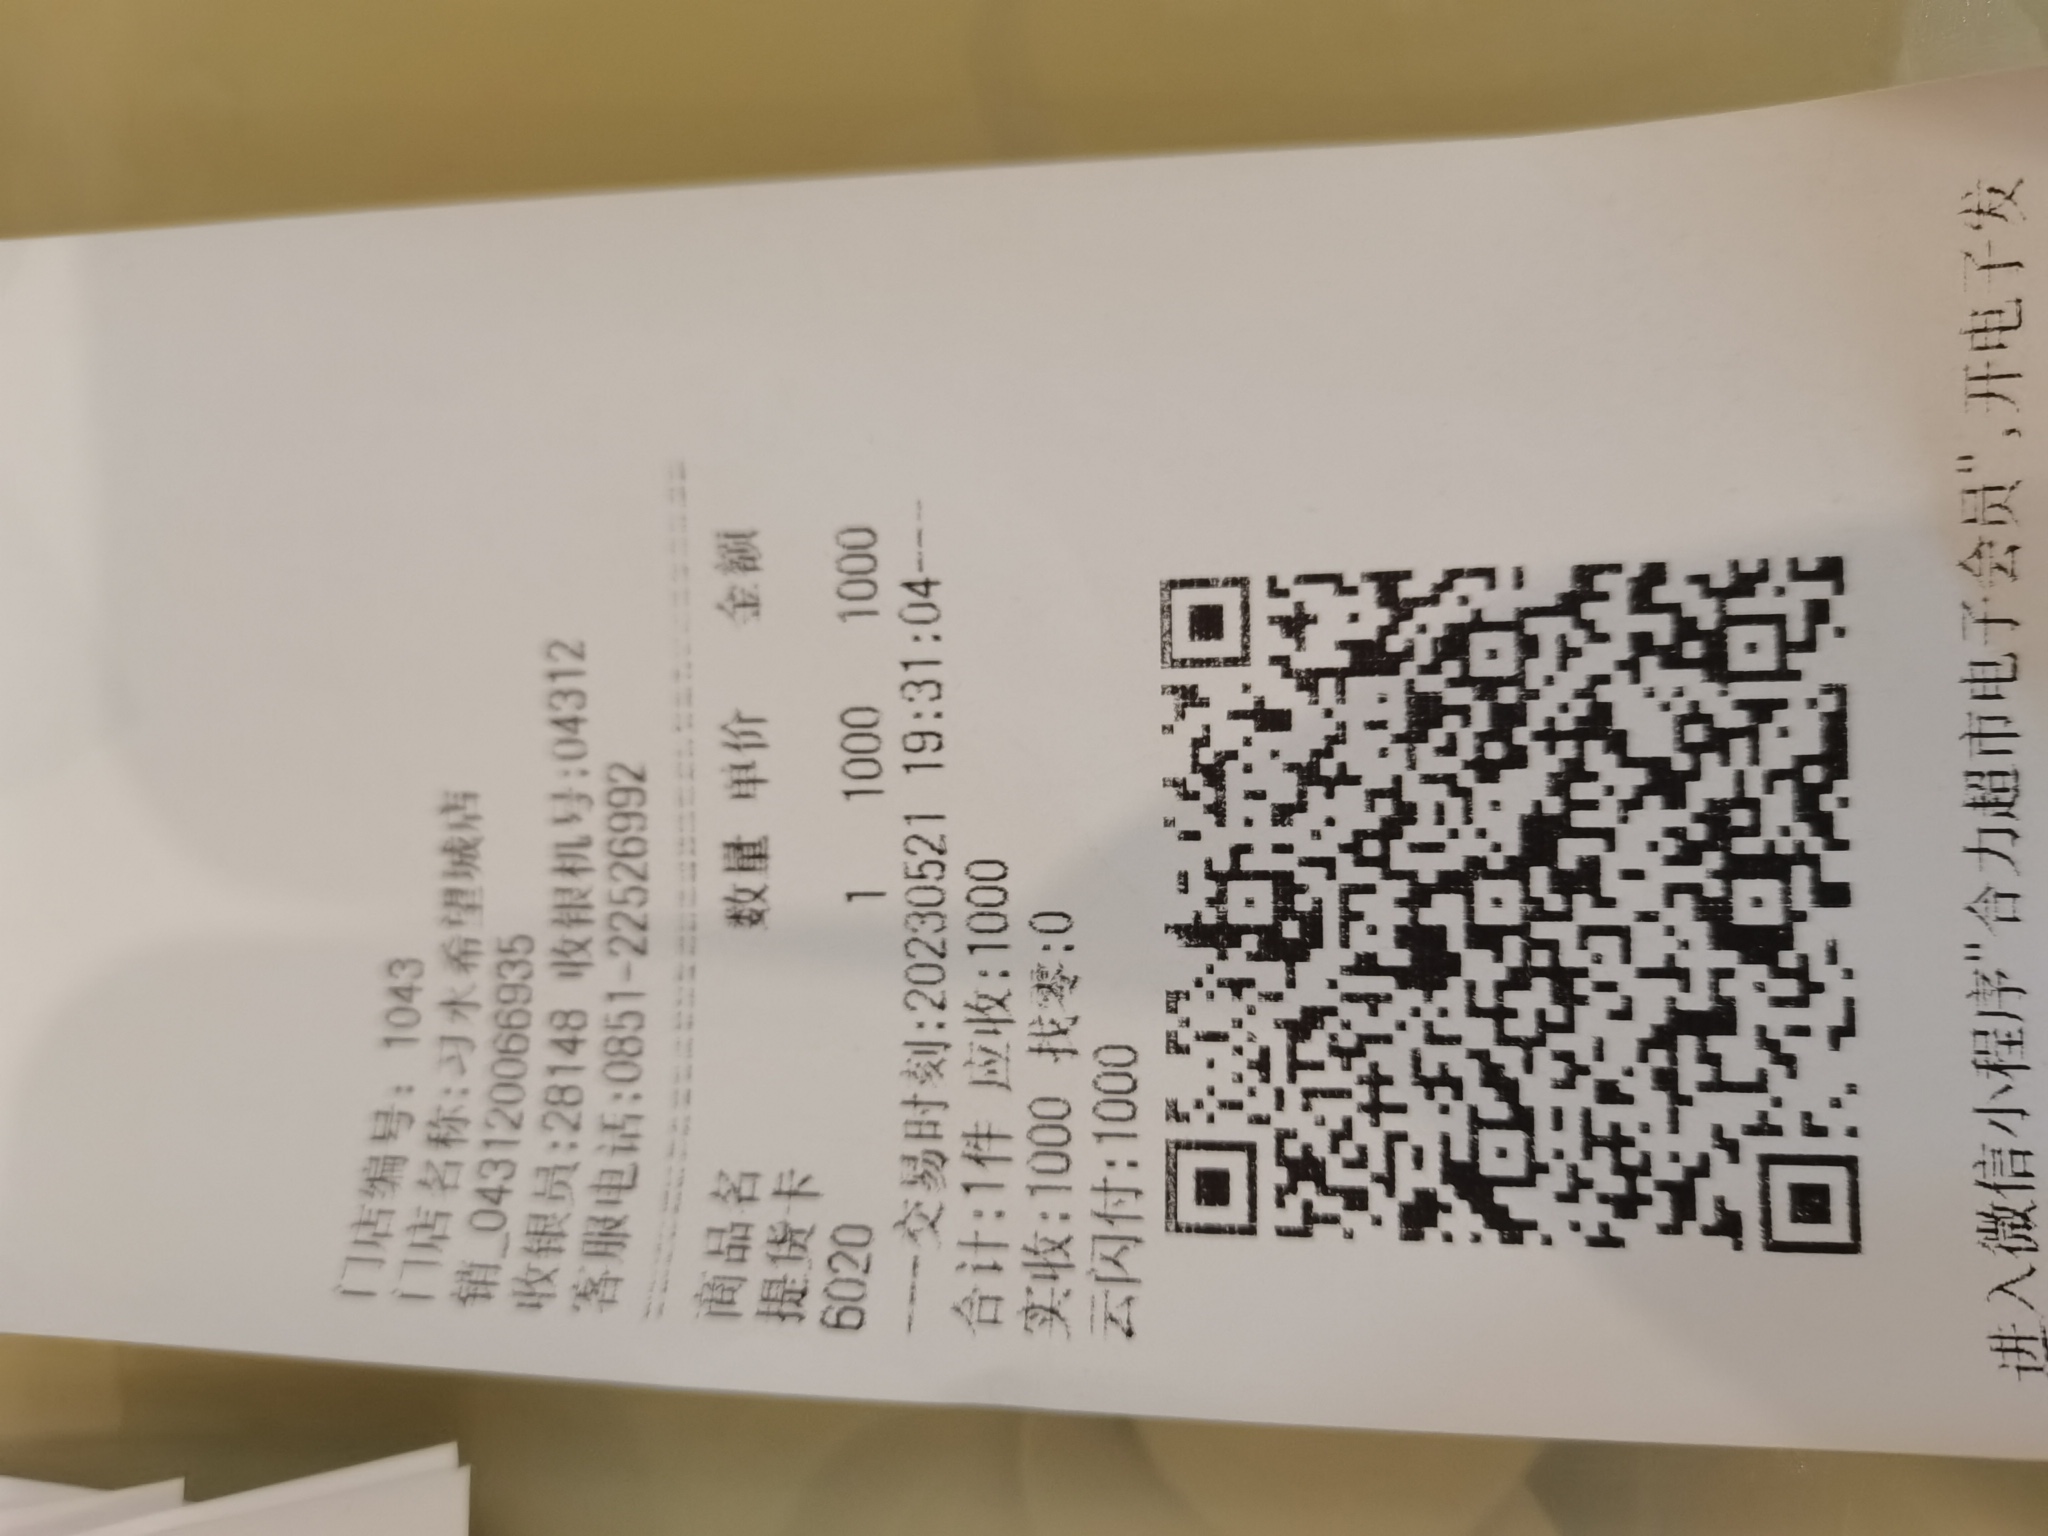 门店编号: 1043
门店名称:习水希望城店
销_043120066935
收银员:28148 收银机号:04312
客服电话:0851-22526992
商品名 数量 单价 金额
提货卡
6020 1 1000 1000
----交易时刻:20230521 19:31:04----
合计:1件 应收:1000
实收:1000 找零:0
云闪付:1000
进入微信小程序"合力超市电子会员",开电子发